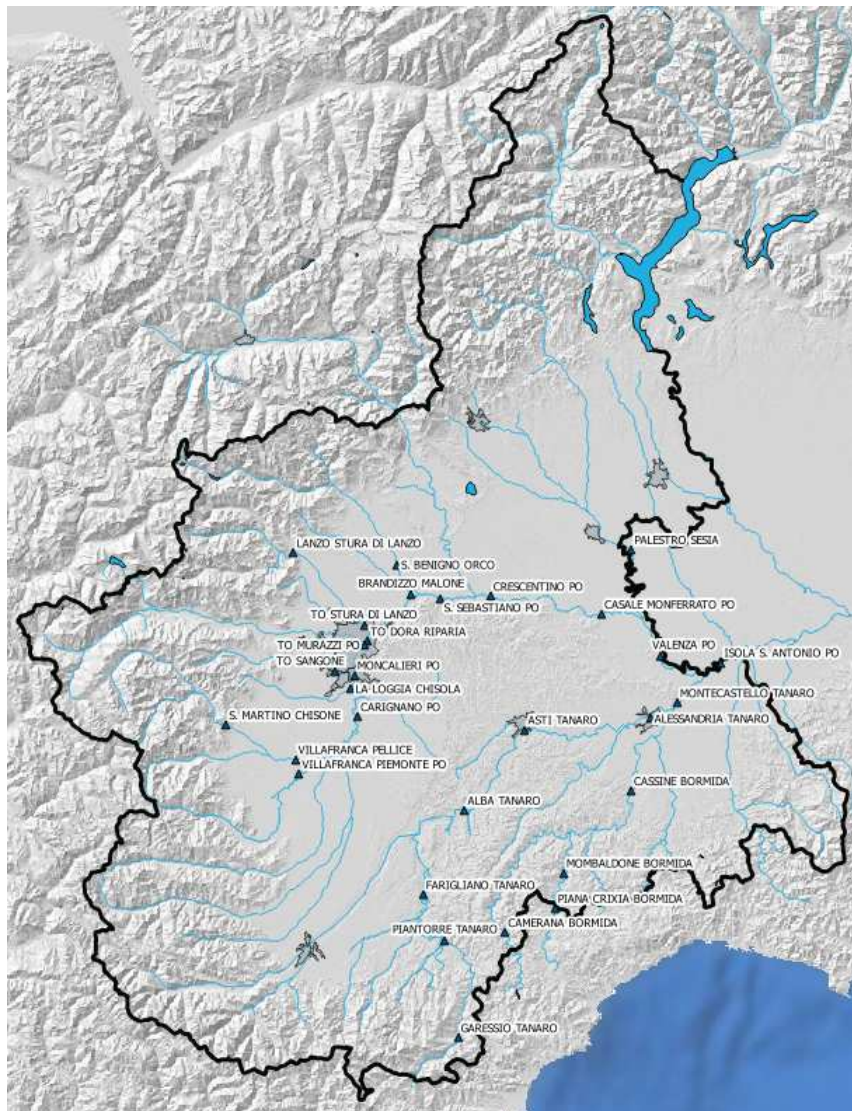 PALESTRO SESIA
LANZO STURA DI LANZO
S. BENIGNO ORCO
BRANDIZZO MALONE
CRESCENTINO PO
S. SEBASTIANO PO
CASALE MONFERRATO PO
TO STURA DI LANZO
TO DORA RIPARIA
TO MURAZZI PO
VALENZA PO
TO SANGONE
MONCALIERI PO
ISOLA S. ANTONIO PO
LA LOGGIA CHISOLA
MONTECASTELLO TANARO
CARIGNANO PO
S. MARTINO CHISONE
ASTI TANARO
ALESSANDRIA TANARO
VILLAFRANCA PELLICE
VILLAFRANCA PIEMONTE PO
CASSINE BORMIDA
ALBA TANARO
MOMBALDONE BORMIDA
FARIGLIANO TANARO
PIANA CRIXIA BORMIDA
CAMERANA BORMIDA
PIANTORRE TANARO
GARESSIO TANARO